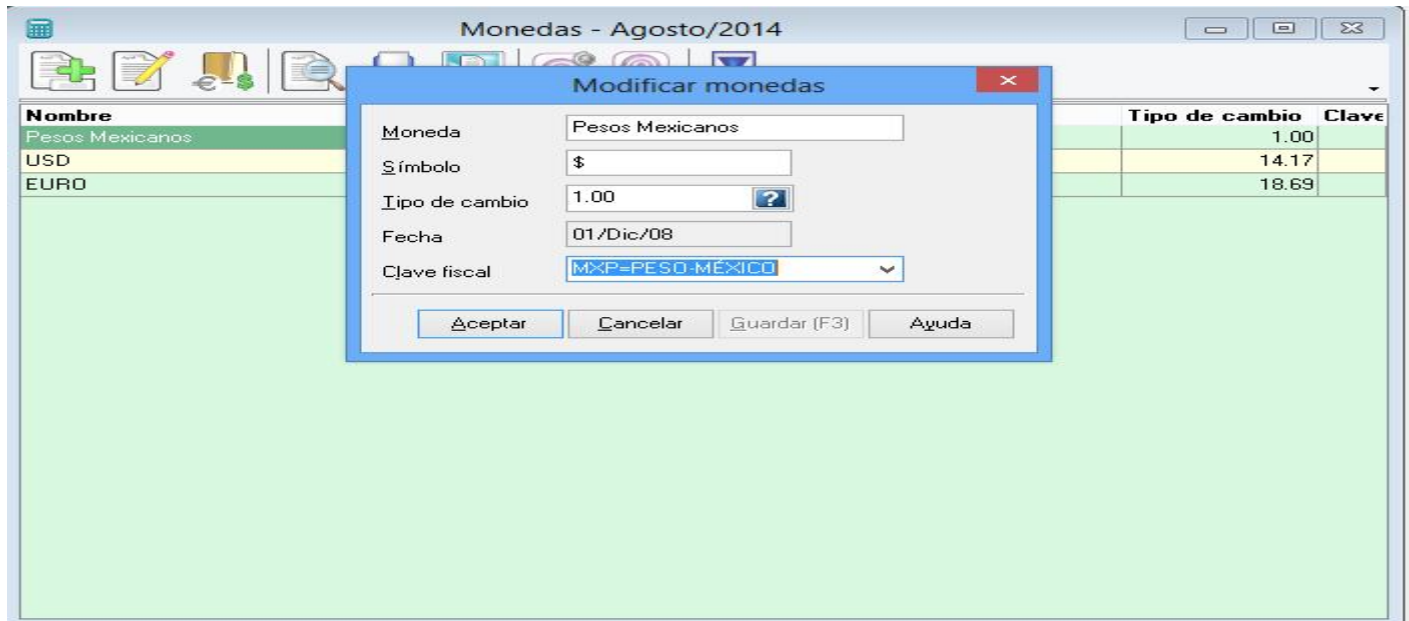 Monedas - Agosto/2014
Modificar monedas
Nombre Tipo de cambio Clave
Pesos Mexicanos 1.00
USD 14.17
EURO 18.69
Moneda Pesos Mexicanos
Símbolo $
Tipo de cambio 1.00 ?
Fecha 01/Dic/08
Clave fiscal MXP=PESO-MÉXICO
Aceptar Cancelar Guardar (F3) Ayuda